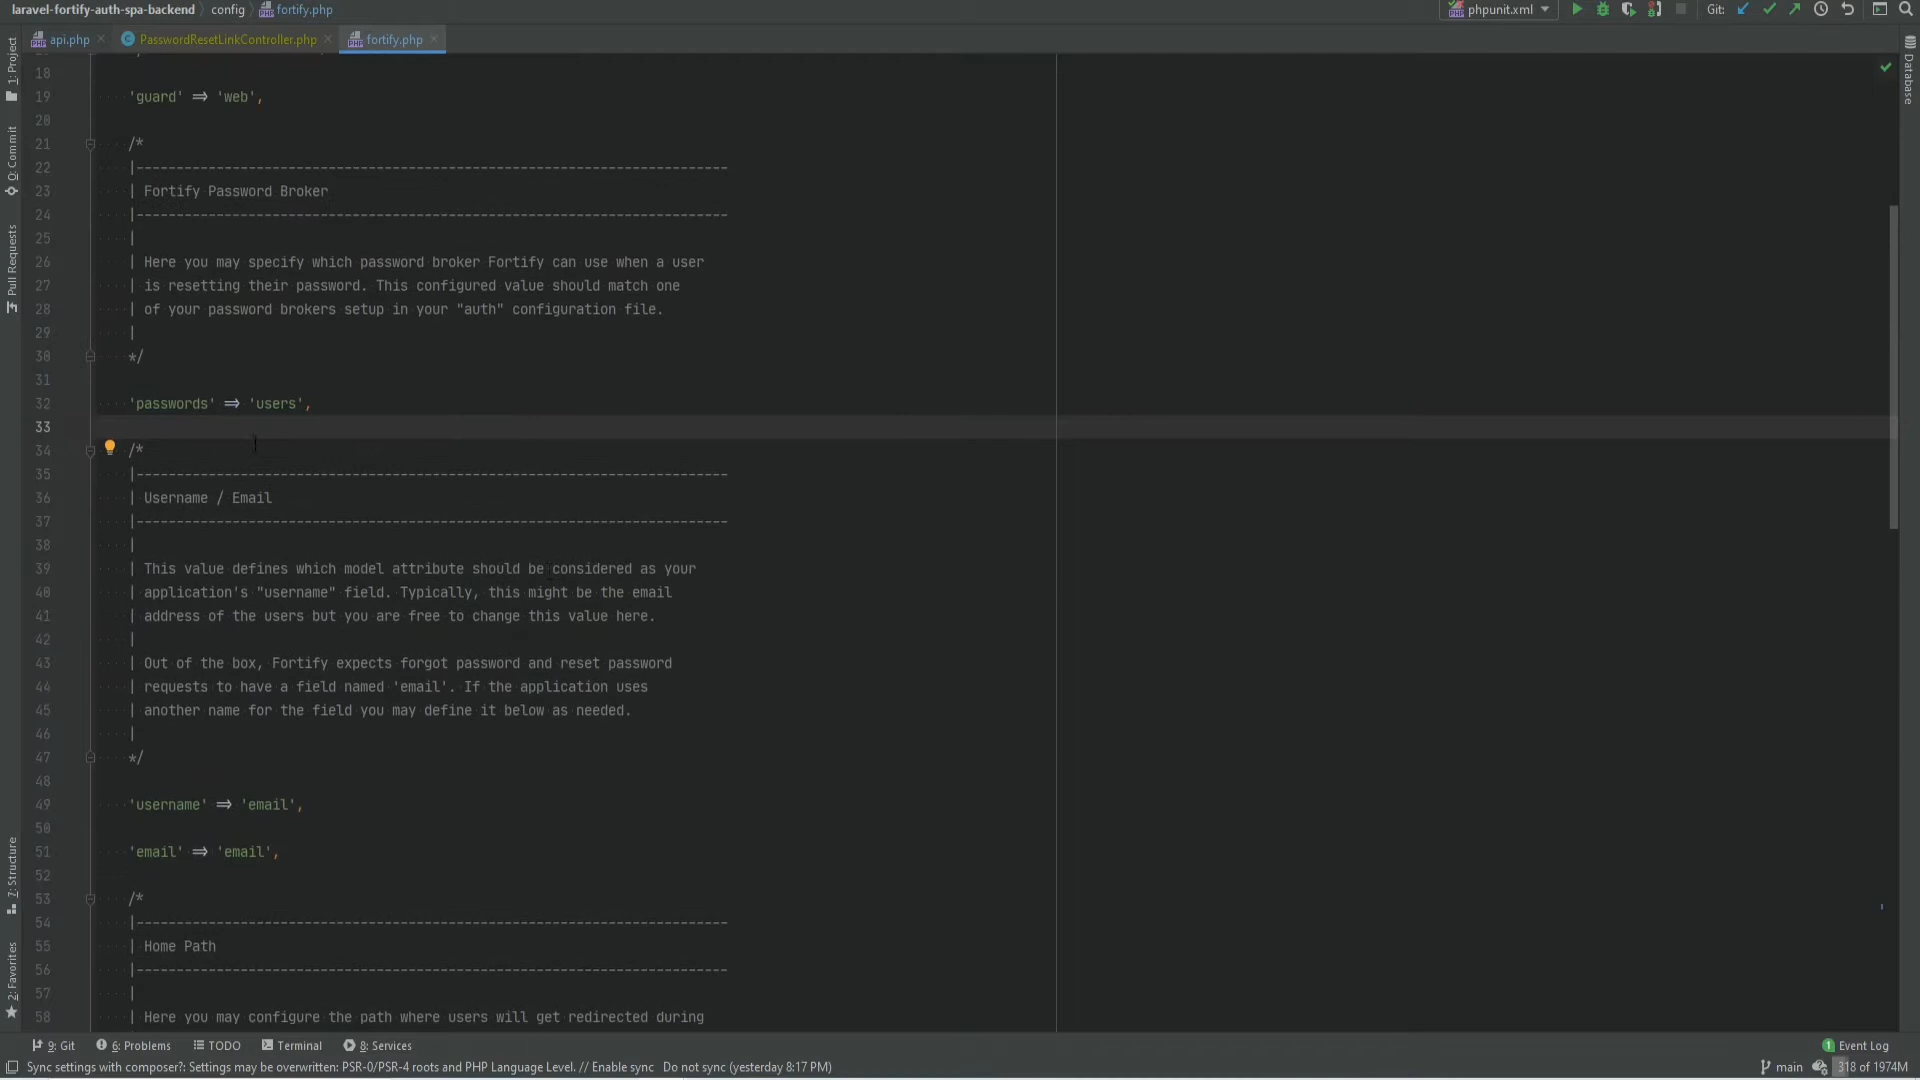 laravel-fortify-auth-spa-backend config fortify.php
phpunit.xml Git:
api.php PasswordResetLinkController.php fortify.php
18
19 'guard' => 'web',
20
21 /*
22 |--------------------------------------------------------------------------
23 | Fortify Password Broker
24 |--------------------------------------------------------------------------
25 |
26 | Here you may specify which password broker Fortify can use when a user
27 | is resetting their password. This configured value should match one
28 | of your password brokers setup in your "auth" configuration file.
29 |
30 */
31
32 'passwords' => 'users',
33
34 /*
35 |--------------------------------------------------------------------------
36 | Username / Email
37 |--------------------------------------------------------------------------
38 |
39 | This value defines which model attribute should be considered as your
40 | application's "username" field. Typically, this might be the email
41 | address of the users but you are free to change this value here.
42 |
43 | Out of the box, Fortify expects forgot password and reset password
44 | requests to have a field named 'email'. If the application uses
45 | another name for the field you may define it below as needed.
46 |
47 */
48
49 'username' => 'email',
50
51 'email' => 'email',
52
53 /*
54 |--------------------------------------------------------------------------
55 | Home Path
56 |--------------------------------------------------------------------------
57 |
58 | Here you may configure the path where users will get redirected during
1: Project
0: Commit
Pull Requests
7: Structure
2: Favorites
Database
9: Git 6: Problems TODO Terminal 8: Services
1 Event Log
Sync settings with composer?: Settings may be overwritten: PSR-0/PSR-4 roots and PHP Language Level. // Enable sync Do not sync (yesterday 8:17 PM)
main 318 of 1974M